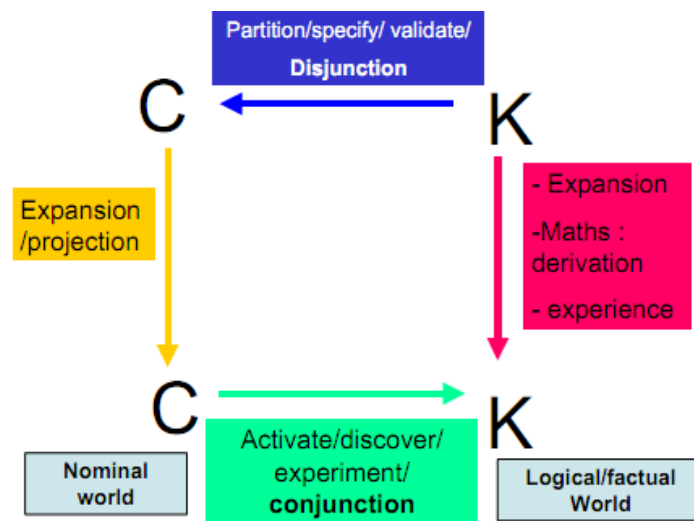 Partition/specify/ validate/
Disjunction
C
K
Expansion
/projection
- Expansion
-Maths :
derivation
- experience
C
K
Activate/discover/
experiment/
conjunction
Nominal
world
Logical/factual
World